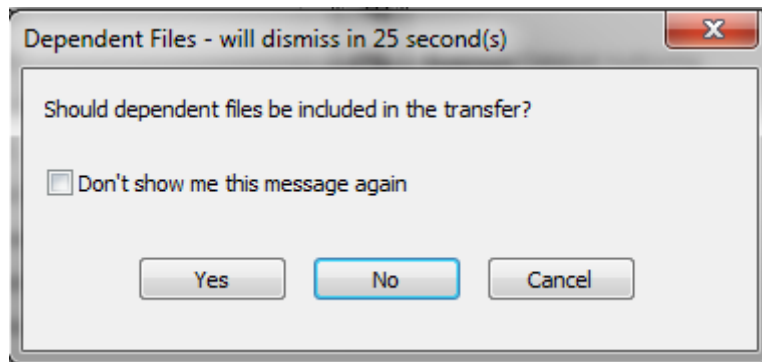 Dependent Files - will dismiss in 25 second(s)
Should dependent files be included in the transfer?
Don't show me this message again
Yes No Cancel